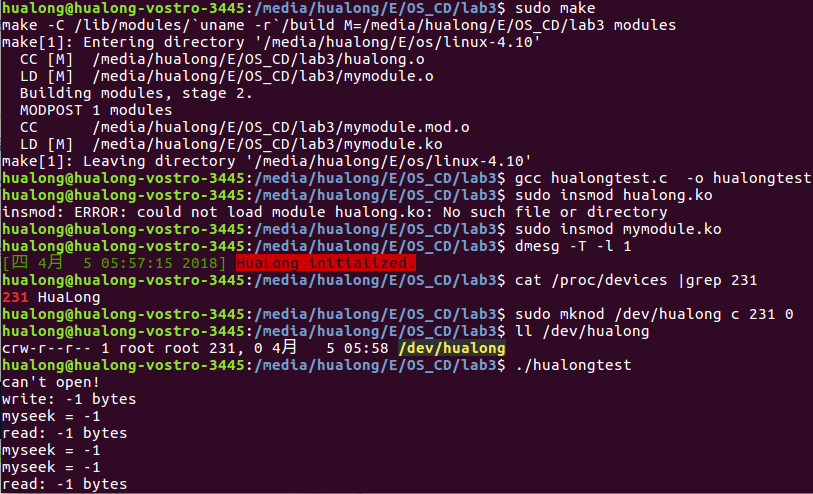 hualong@hualong-vostro-3445:/media/hualong/E/OS_CD/lab3$ sudo make
make -C /lib/modules/`uname -r`/build M=/media/hualong/E/OS_CD/lab3 modules
make[1]: Entering directory '/media/hualong/E/os/linux-4.10'
  CC [M]  /media/hualong/E/OS_CD/lab3/hualong.o
  LD [M]  /media/hualong/E/OS_CD/lab3/mymodule.o
  Building modules, stage 2.
  MODPOST 1 modules
  CC      /media/hualong/E/OS_CD/lab3/mymodule.mod.o
  LD [M]  /media/hualong/E/OS_CD/lab3/mymodule.ko
make[1]: Leaving directory '/media/hualong/E/os/linux-4.10'
hualong@hualong-vostro-3445:/media/hualong/E/OS_CD/lab3$ gcc hualongtest.c  -o hualongtest
hualong@hualong-vostro-3445:/media/hualong/E/OS_CD/lab3$ sudo insmod hualong.ko
insmod: ERROR: could not load module hualong.ko: No such file or directory
hualong@hualong-vostro-3445:/media/hualong/E/OS_CD/lab3$ sudo insmod mymodule.ko
hualong@hualong-vostro-3445:/media/hualong/E/OS_CD/lab3$ dmesg -T -l 1
[四 4月  5 05:57:15 2018] HuaLong initialized.
hualong@hualong-vostro-3445:/media/hualong/E/OS_CD/lab3$ cat /proc/devices |grep 231
231 HuaLong
hualong@hualong-vostro-3445:/media/hualong/E/OS_CD/lab3$ sudo mknod /dev/hualong c 231 0
hualong@hualong-vostro-3445:/media/hualong/E/OS_CD/lab3$ ll /dev/hualong
crw-r--r-- 1 root root 231, 0 4月   5 05:58 /dev/hualong
hualong@hualong-vostro-3445:/media/hualong/E/OS_CD/lab3$ ./hualongtest
can't open!
write: -1 bytes
myseek = -1
read: -1 bytes
myseek = -1
myseek = -1
read: -1 bytes